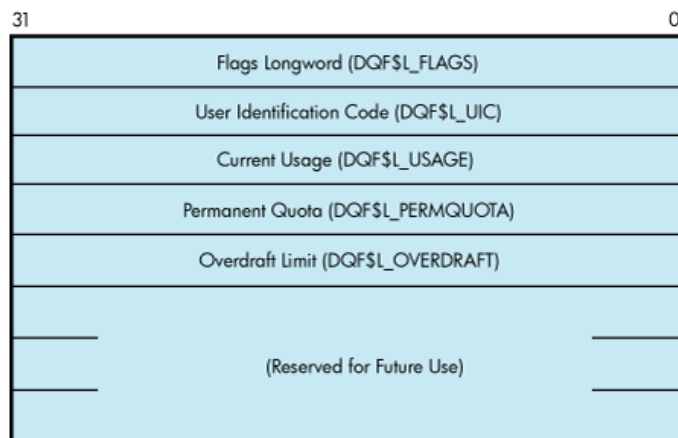 31 0
Flags Longword (DQF$L_FLAGS)
User Identification Code (DQF$L_UIC)
Current Usage (DQF$L_USAGE)
Permanent Quota (DQF$L_PERMQUOTA)
Overdraft Limit (DQF$L_OVERDRAFT)
(Reserved for Future Use)